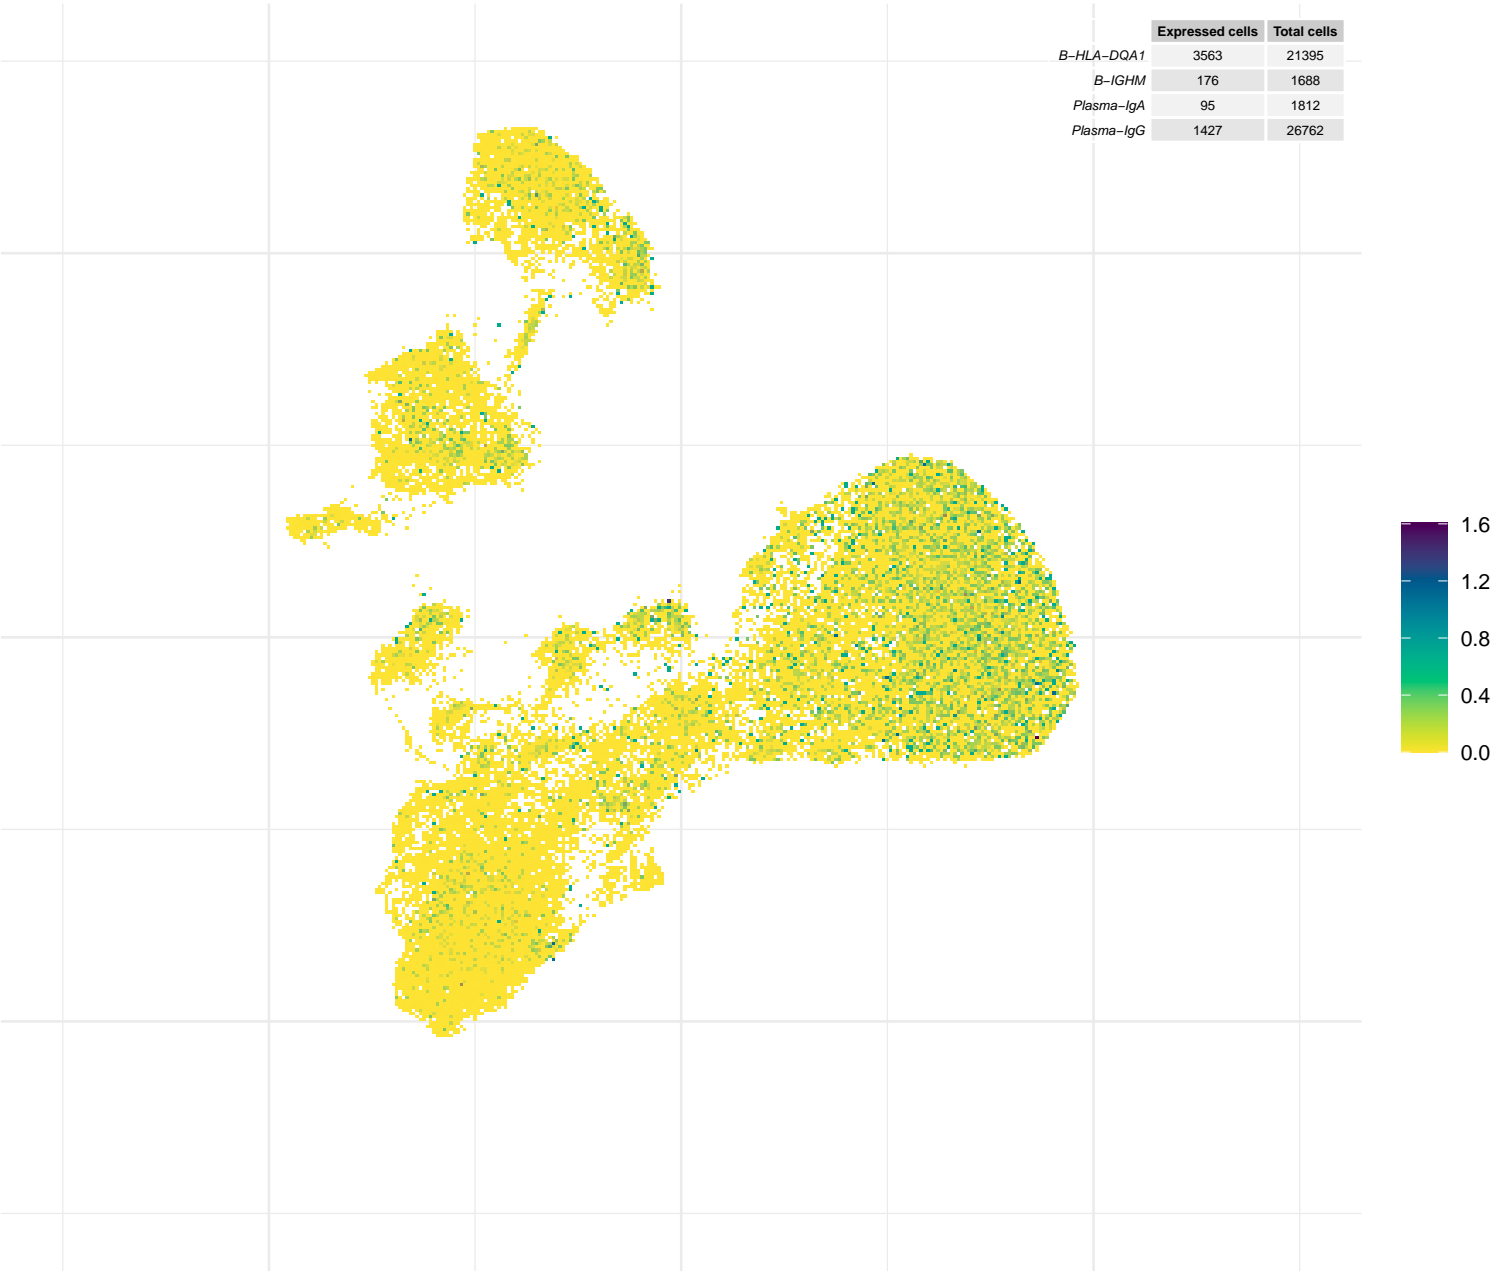 Expressed cells Total cells
B−HLA−DQA1 3563 21395
B−IGHM 176 1688
Plasma−IgA 95 1812
Plasma−IgG 1427 26762
1.6
1.2
0.8
0.4
0.0